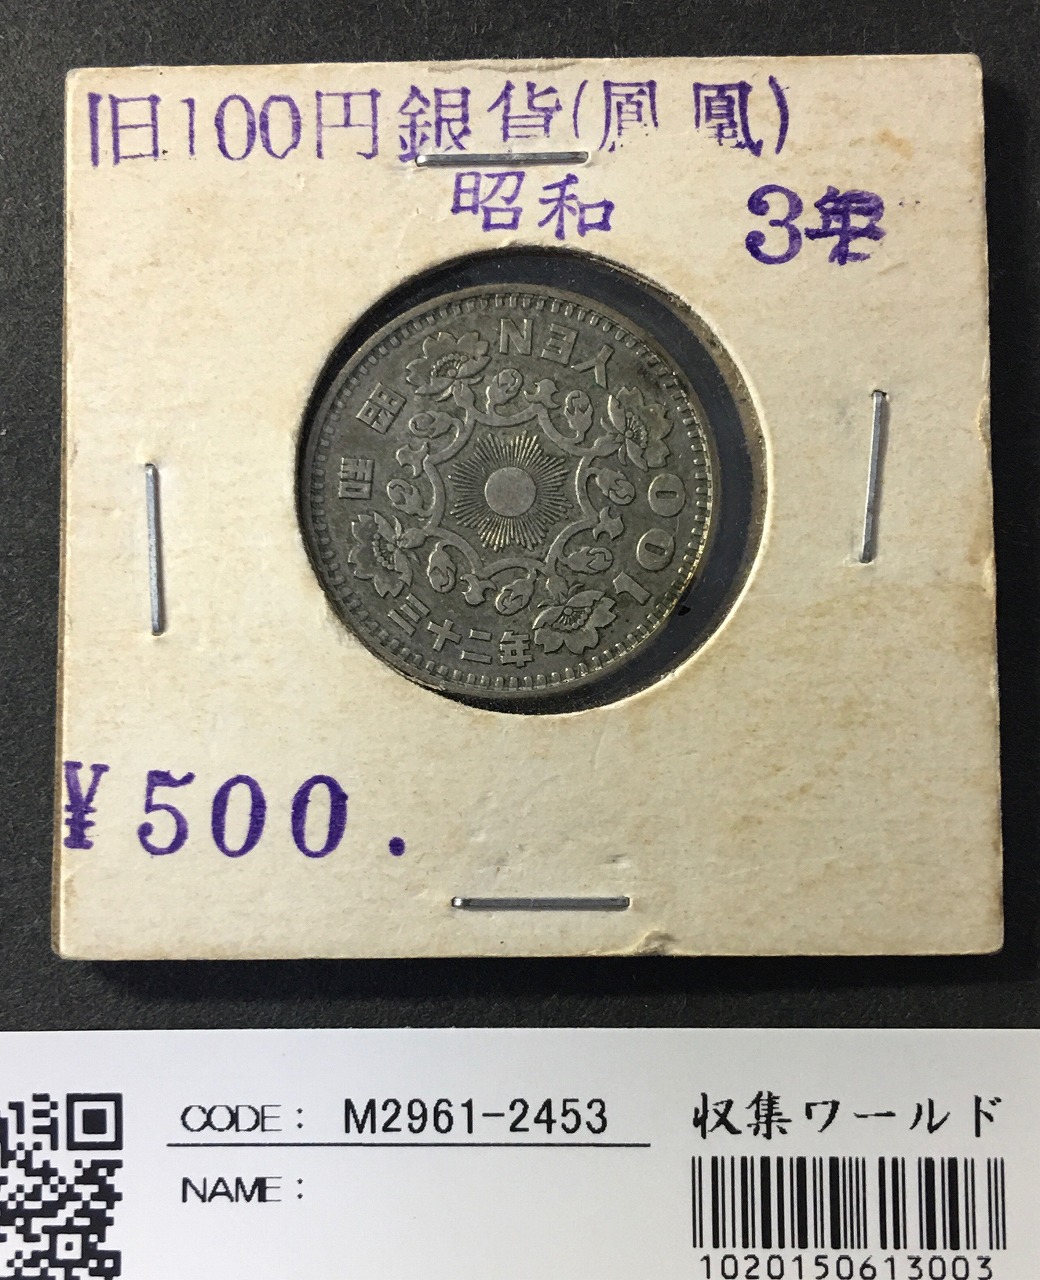 旧100円銀貨(鳳凰)
昭和 3年
YEN
昭和
100
三十二年
¥500.
CODE: M2961-2453
収集ワールド
NAME:
1020150613003